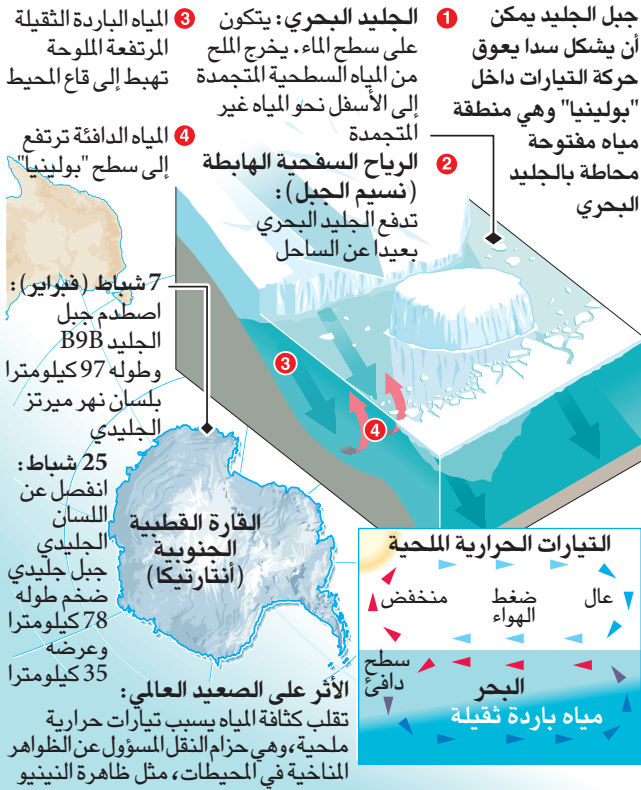 1
جبل الجليد يمكن
أن يشكل سدا يعوق
حركة التيارات داخل
"بولينيا" وهي منطقة
مياه مفتوحة
محاطة بالجليد
البحري
الجليد البحري: يتكون
على سطح الماء. يخرج الملح
من المياه السطحية المتجمدة
إلى الأسفل نحو المياه غير
المتجمدة
2
الرياح السفحية الهابطة
(نسيم الجبل):
تدفع الجليد البحري
بعيدا عن الساحل
3
المياه الباردة الثقيلة
المرتفعة الملوحة
تهبط إلى قاع المحيط
4
المياه الدافئة ترتفع
إلى سطح "بولينيا"
3
4
7 شباط (فبراير):
اصطدم جبل
الجليد B9B
وطوله 97 كيلومترا
بلسان نهر ميرتز
الجليدي
25 شباط:
انفصل عن
اللسان
الجليدي
جبل جليدي
ضخم طوله
78 كيلومترا
وعرضه
35 كيلومترا
القارة القطبية
الجنوبية
(أنتارتيكا)
التيارات الحرارية الملحية
عال
ضغط
الهواء
منخفض
سطح
دافئ
البحر
مياه باردة ثقيلة
الأثر على الصعيد العالمي:
تقلب كثافة المياه يسبب تيارات حرارية
ملحية، وهي حزام النقل المسؤول عن الظواهر
المناخية في المحيطات، مثل ظاهرة النينيو